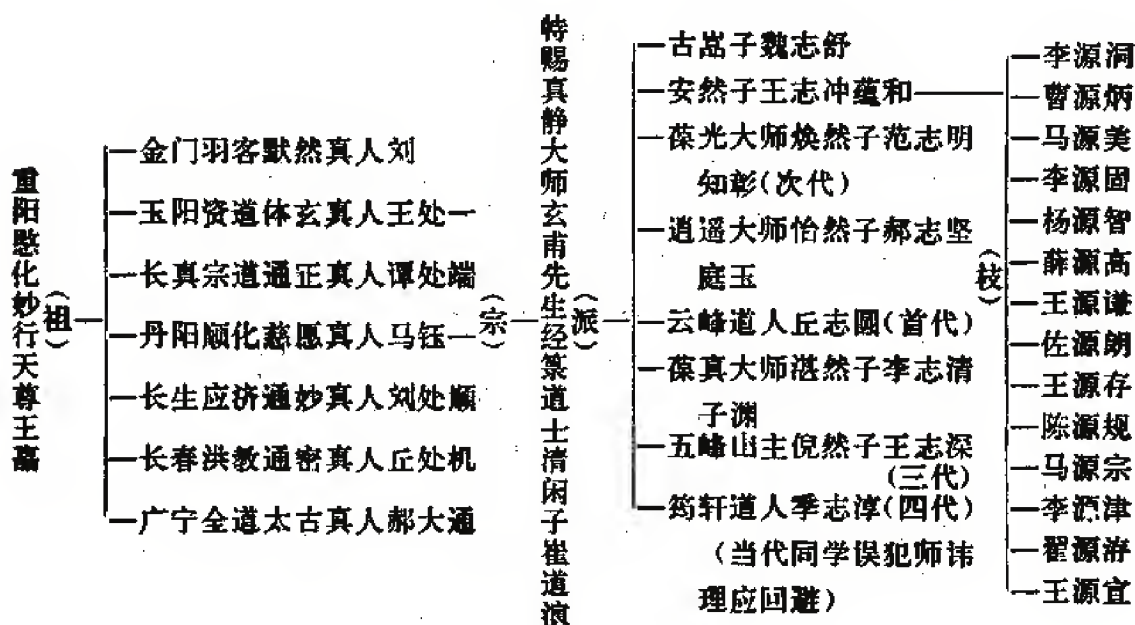 重阳愍化妙行天尊王嚞
(祖)
金门羽客默然真人刘
玉阳资道体玄真人王处一
长真宗道通正真人谭处端
丹阳顺化慈愿真人马钰
长生应济通妙真人刘处顺
长春洪教通密真人丘处机
广宁全道太古真人郝大通
(宗)
特赐真静大师玄甫先生经箓道士清闲子崔道演
(派)
古嵓子魏志舒
安然子王志冲蕴和
葆光大师焕然子范志明
知彰(次代)
逍遥大师怡然子郝志坚
庭玉
云峰道人丘志圆(首代)
葆真大师湛然子李志清
子渊
五峰山主倪然子王志深
(三代)
筠轩道人季志淳(四代)
(当代同学误犯师讳
理应回避)
(枝)
李源洞
曹源炳
马源美
李源固
杨源智
薛源高
王源谦
佐源朗
王源存
陈源规
马源宗
李源津
翟源洊
王源宜